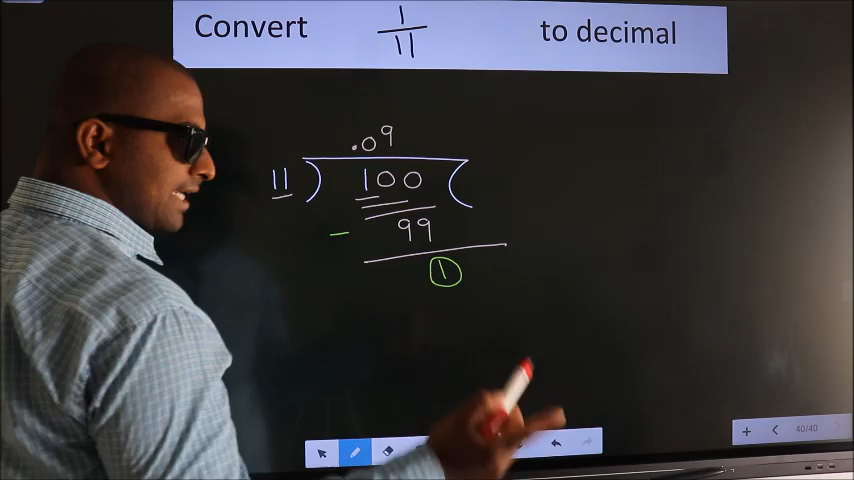 Convert 1/11 to decimal
.09
11 ) 100 (
- 99
1
40/40